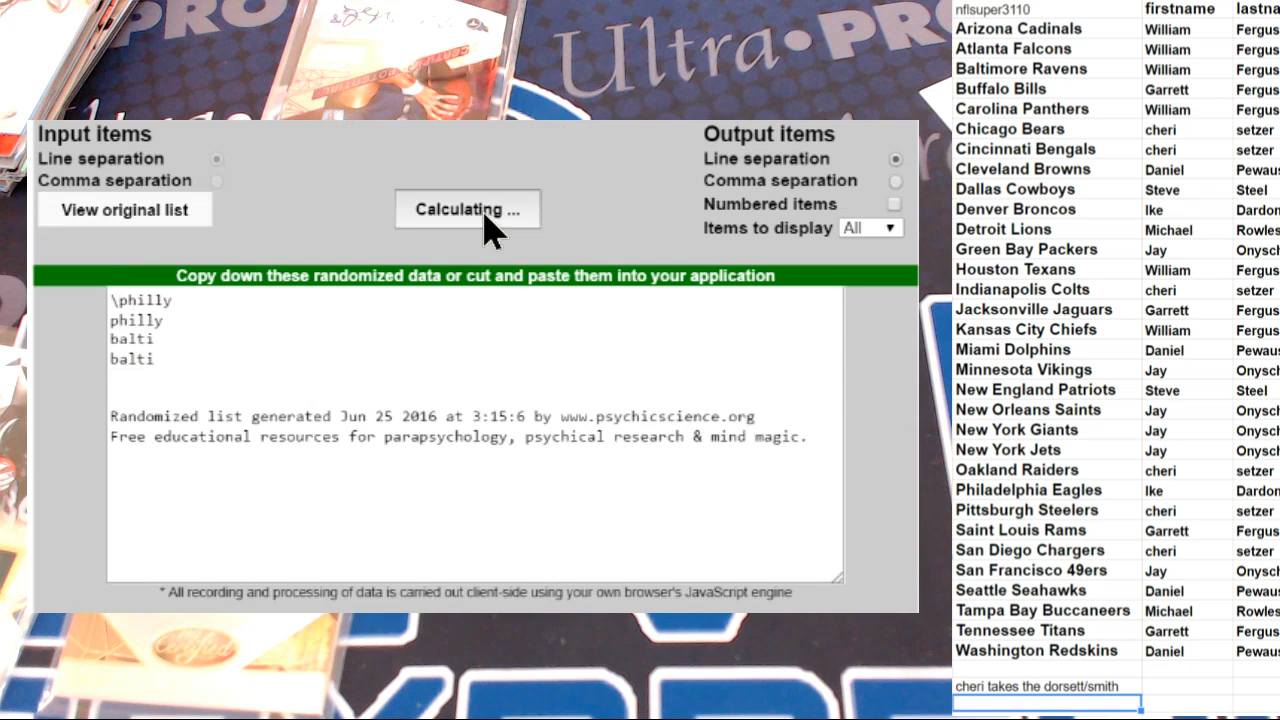 PRO
Ultra•PRO
Input items
Line separation
Comma separation
View original list
Calculating ...
Output items
Line separation
Comma separation
Numbered items
Items to display All
Copy down these randomized data or cut and paste them into your application
\philly
philly
balti
balti
Randomized list generated Jun 25 2016 at 3:15:6 by www.psychicscience.org
Free educational resources for parapsychology, psychical research & mind magic.
* All recording and processing of data is carried out client-side using your own browser's JavaScript engine
Certified
nflsuper3110 firstname lastna
Arizona Cadinals William Fergus
Atlanta Falcons William Fergus
Baltimore Ravens William Fergus
Buffalo Bills Garrett Fergus
Carolina Panthers William Fergus
Chicago Bears cheri setzer
Cincinnati Bengals cheri setzer
Cleveland Browns Daniel Pewaus
Dallas Cowboys Steve Steel
Denver Broncos Ike Dardon
Detroit Lions Michael Rowles
Green Bay Packers Jay Onysch
Houston Texans William Fergus
Indianapolis Colts cheri setzer
Jacksonville Jaguars Garrett Fergus
Kansas City Chiefs William Fergus
Miami Dolphins Daniel Pewaus
Minnesota Vikings Jay Onysch
New England Patriots Steve Steel
New Orleans Saints Jay Onysch
New York Giants Jay Onysch
New York Jets Jay Onysch
Oakland Raiders cheri setzer
Philadelphia Eagles Ike Dardon
Pittsburgh Steelers cheri setzer
Saint Louis Rams Garrett Fergus
San Diego Chargers cheri setzer
San Francisco 49ers Jay Onysch
Seattle Seahawks Daniel Pewaus
Tampa Bay Buccaneers Michael Rowles
Tennessee Titans Garrett Fergus
Washington Redskins Daniel Pewaus
cheri takes the dorsett/smith